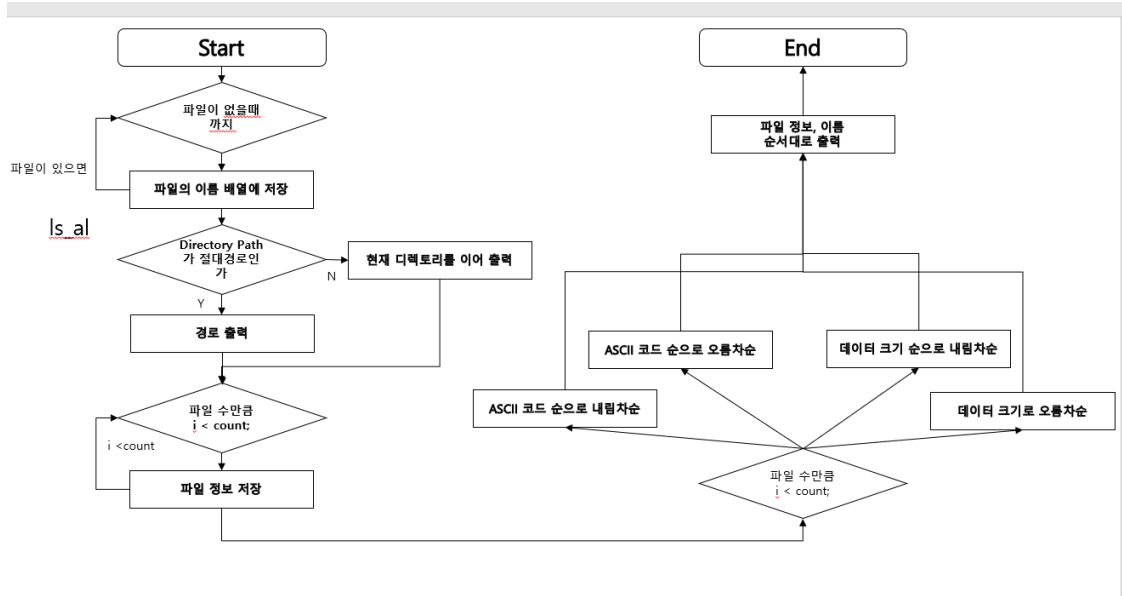 Start
파일이 없을때
까지
파일이 있으면
파일의 이름 배열에 저장
ls_al
Directory Path
가 절대경로인
가
N
현재 디렉토리를 이어 출력
Y
경로 출력
파일 수만큼
i < count;
i <count
파일 정보 저장
End
파일 정보, 이름
순서대로 출력
ASCII 코드 순으로 오름차순
데이터 크기 순으로 내림차순
ASCII 코드 순으로 내림차순
데이터 크기로 오름차순
파일 수만큼
i < count;